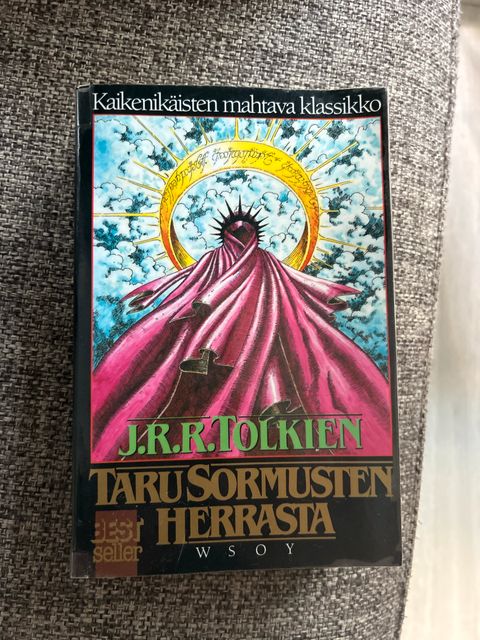 Kaikenikäisten mahtava klassikko
J.R.R.TOLKIEN
TARU SORMUSTEN
HERRASTA
BEST
seller
WSOY